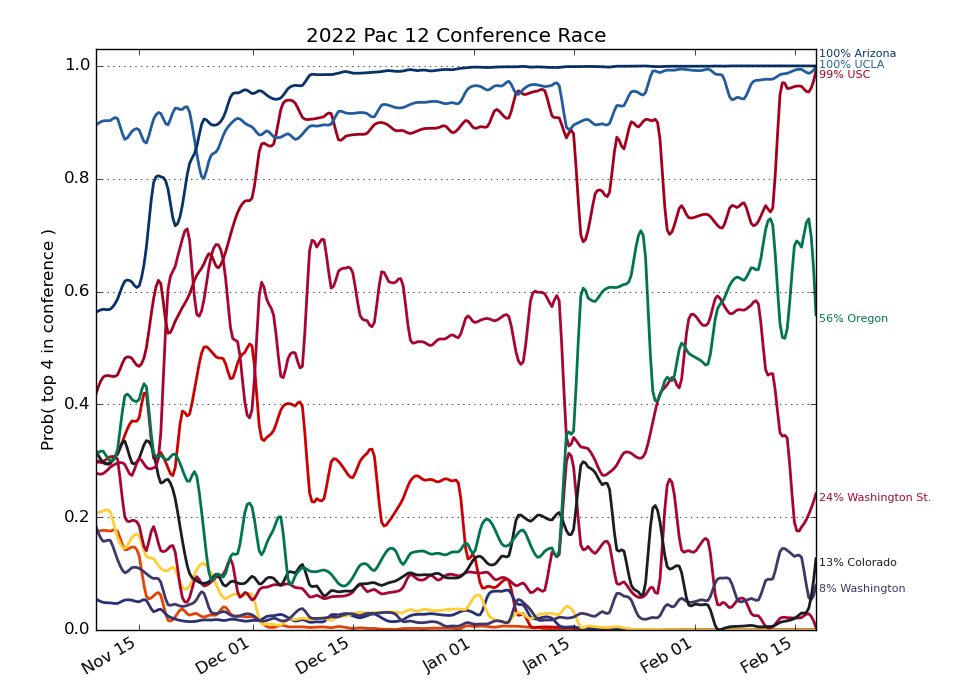 2022 Pac 12 Conference Race
Prob( top 4 in conference )
1.0
0.8
0.6
0.4
0.2
0.0
Nov 15
Dec 01
Dec 15
Jan 01
Jan 15
Feb 01
Feb 15
100% Arizona
100% UCLA
99% USC
56% Oregon
24% Washington St.
13% Colorado
8% Washington